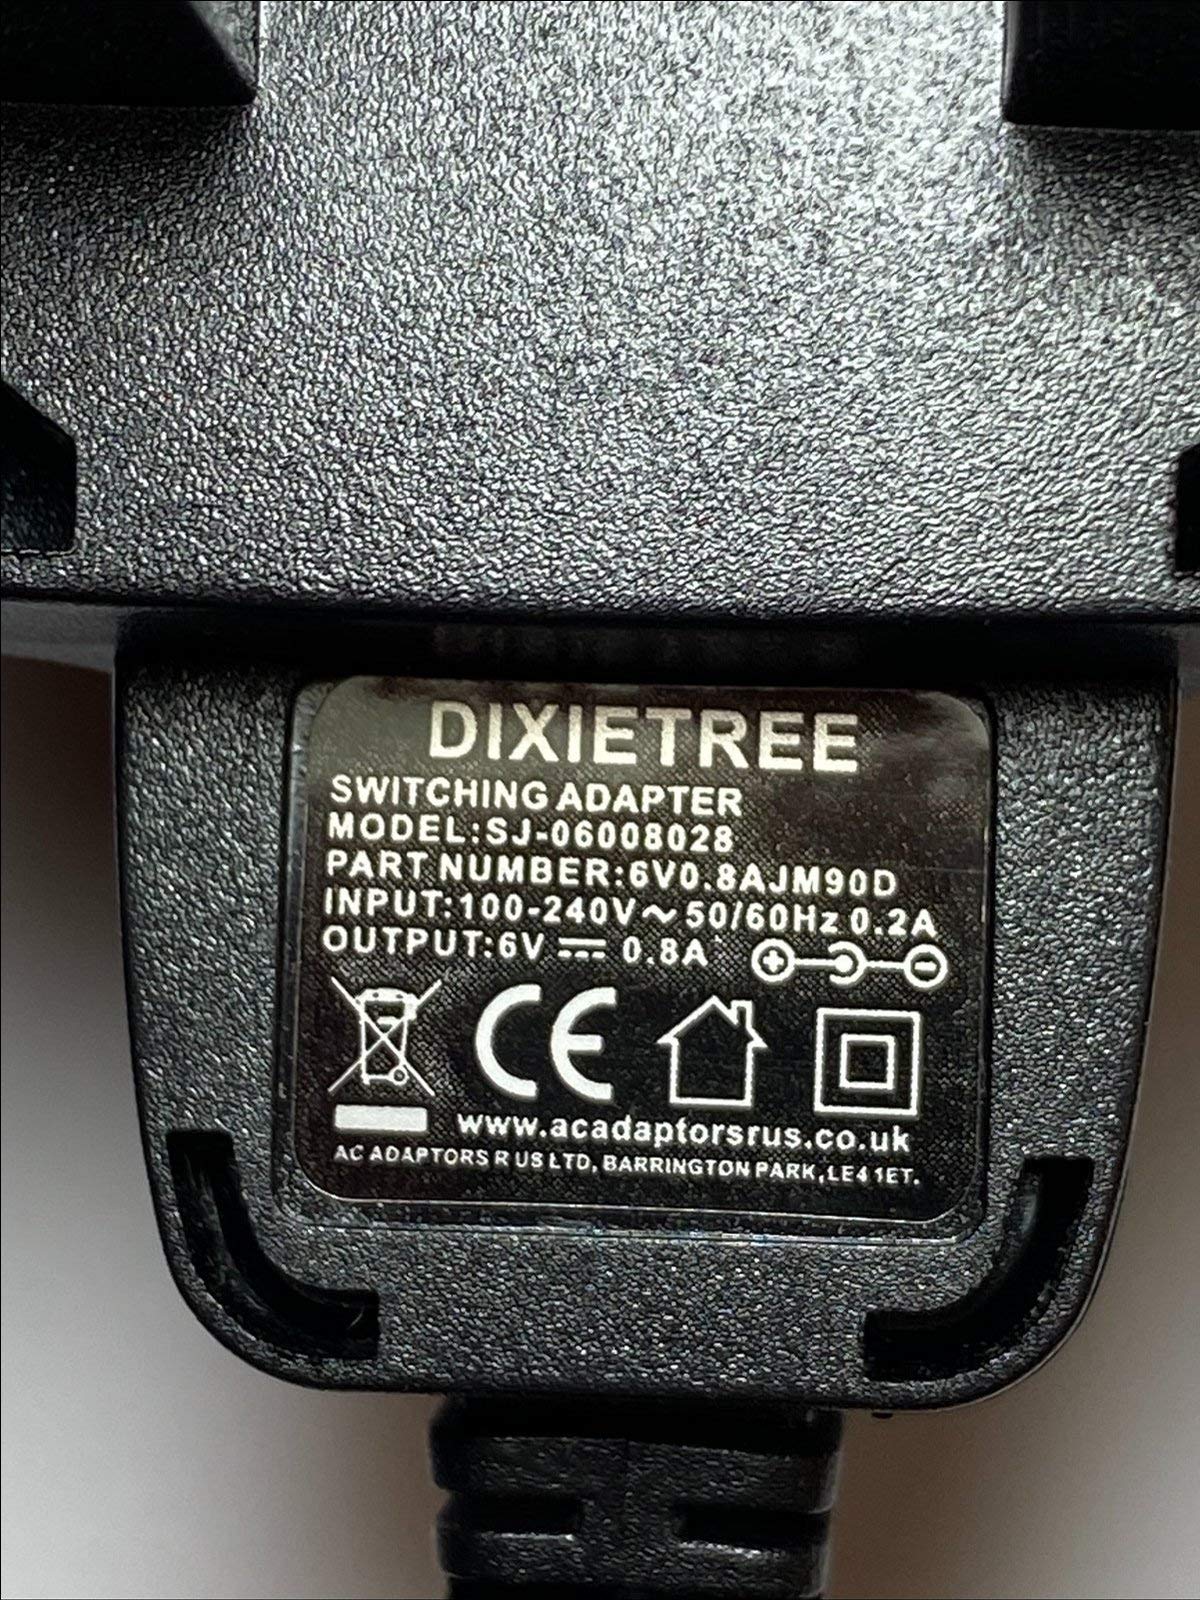 DIXIETREE
SWITCHING ADAPTER
MODEL:SJ-06008028
PART NUMBER:6V0.8AJM90D
INPUT:100-240V~50/60Hz 0.2A
OUTPUT:6V ⎓ 0.8A
CE
www.acadaptorsrus.co.uk
AC ADAPTORS R US LTD, BARRINGTON PARK,LE4 1ET.